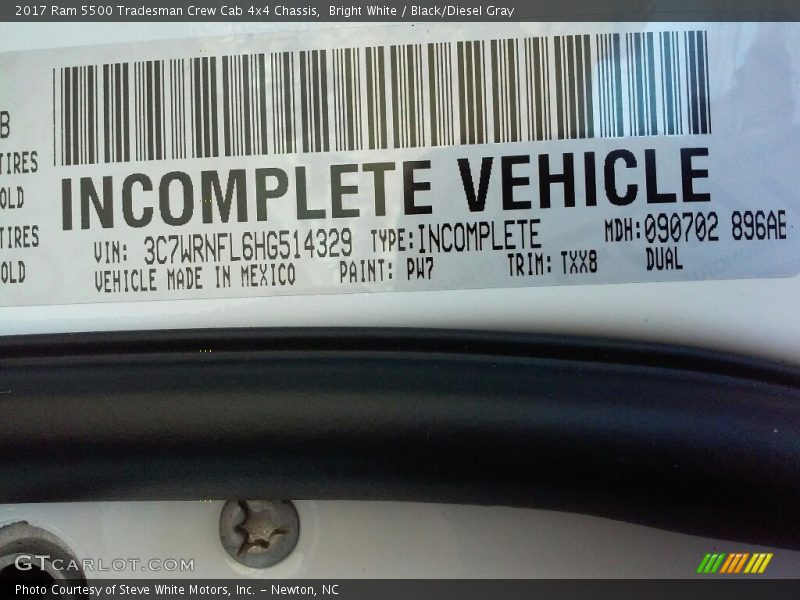 2017 Ram 5500 Tradesman Crew Cab 4x4 Chassis, Bright White / Black/Diesel Gray
B
TIRES
OLD
TIRES
OLD
INCOMPLETE VEHICLE
VIN: 3C7WRNFL6HG514329 TYPE: INCOMPLETE MDH: 090702 896AE
VEHICLE MADE IN MEXICO PAINT: PW7 TRIM: TXX8 DUAL
GTCARLOT.COM
Photo Courtesy of Steve White Motors, Inc. – Newton, NC